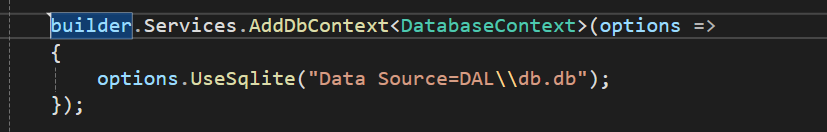 builder.Services.AddDbContext<DatabaseContext>(options =>
{
options.UseSqlite("Data Source=DAL\\db.db");
});